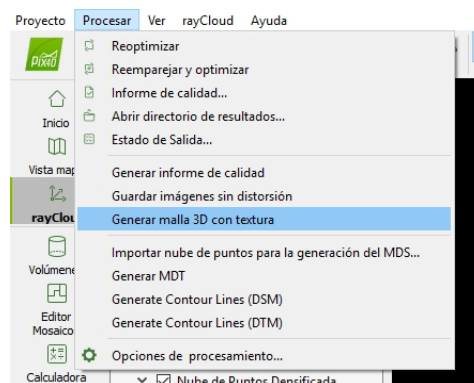 Proyecto Procesar Ver rayCloud Ayuda
PIX4D
Reoptimizar
Reemparejar y optimizar
Informe de calidad...
Inicio
Abrir directorio de resultados...
Estado de Salida...
Vista
Generar informe de calidad
Guardar imágenes sin distorsión
Generar malla 3D con textura
Importar nube de puntos para la generación del MDS...
Generar MDT
Generate Contour Lines (DSM)
Editor
Mosaico
Generate Contour Lines (DTM)
Opciones de procesamiento...
Calculadora
Nube de Puntos Densificada